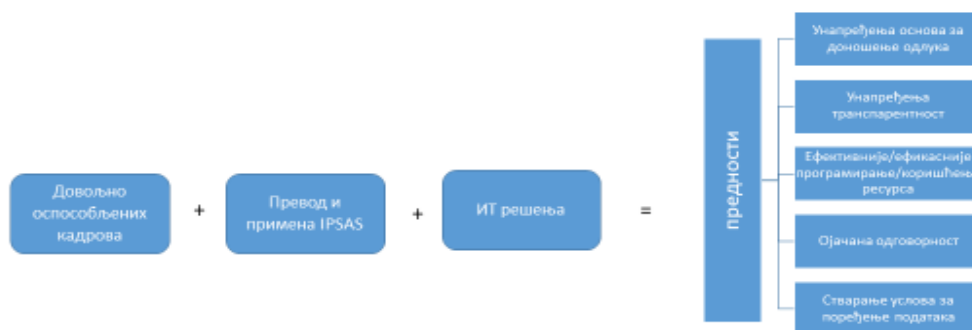 Довољно
оспособљених
кадрова
+
Превод и
примена IPSAS
+
ИТ решења
=
предности
Унапређења основа за
доношење одлука
Унапређења
транспарентност
Ефективније/ефикасније
програмирање/коришћење
ресурса
Ојачана одговорност
Стварање услова за
поређење података